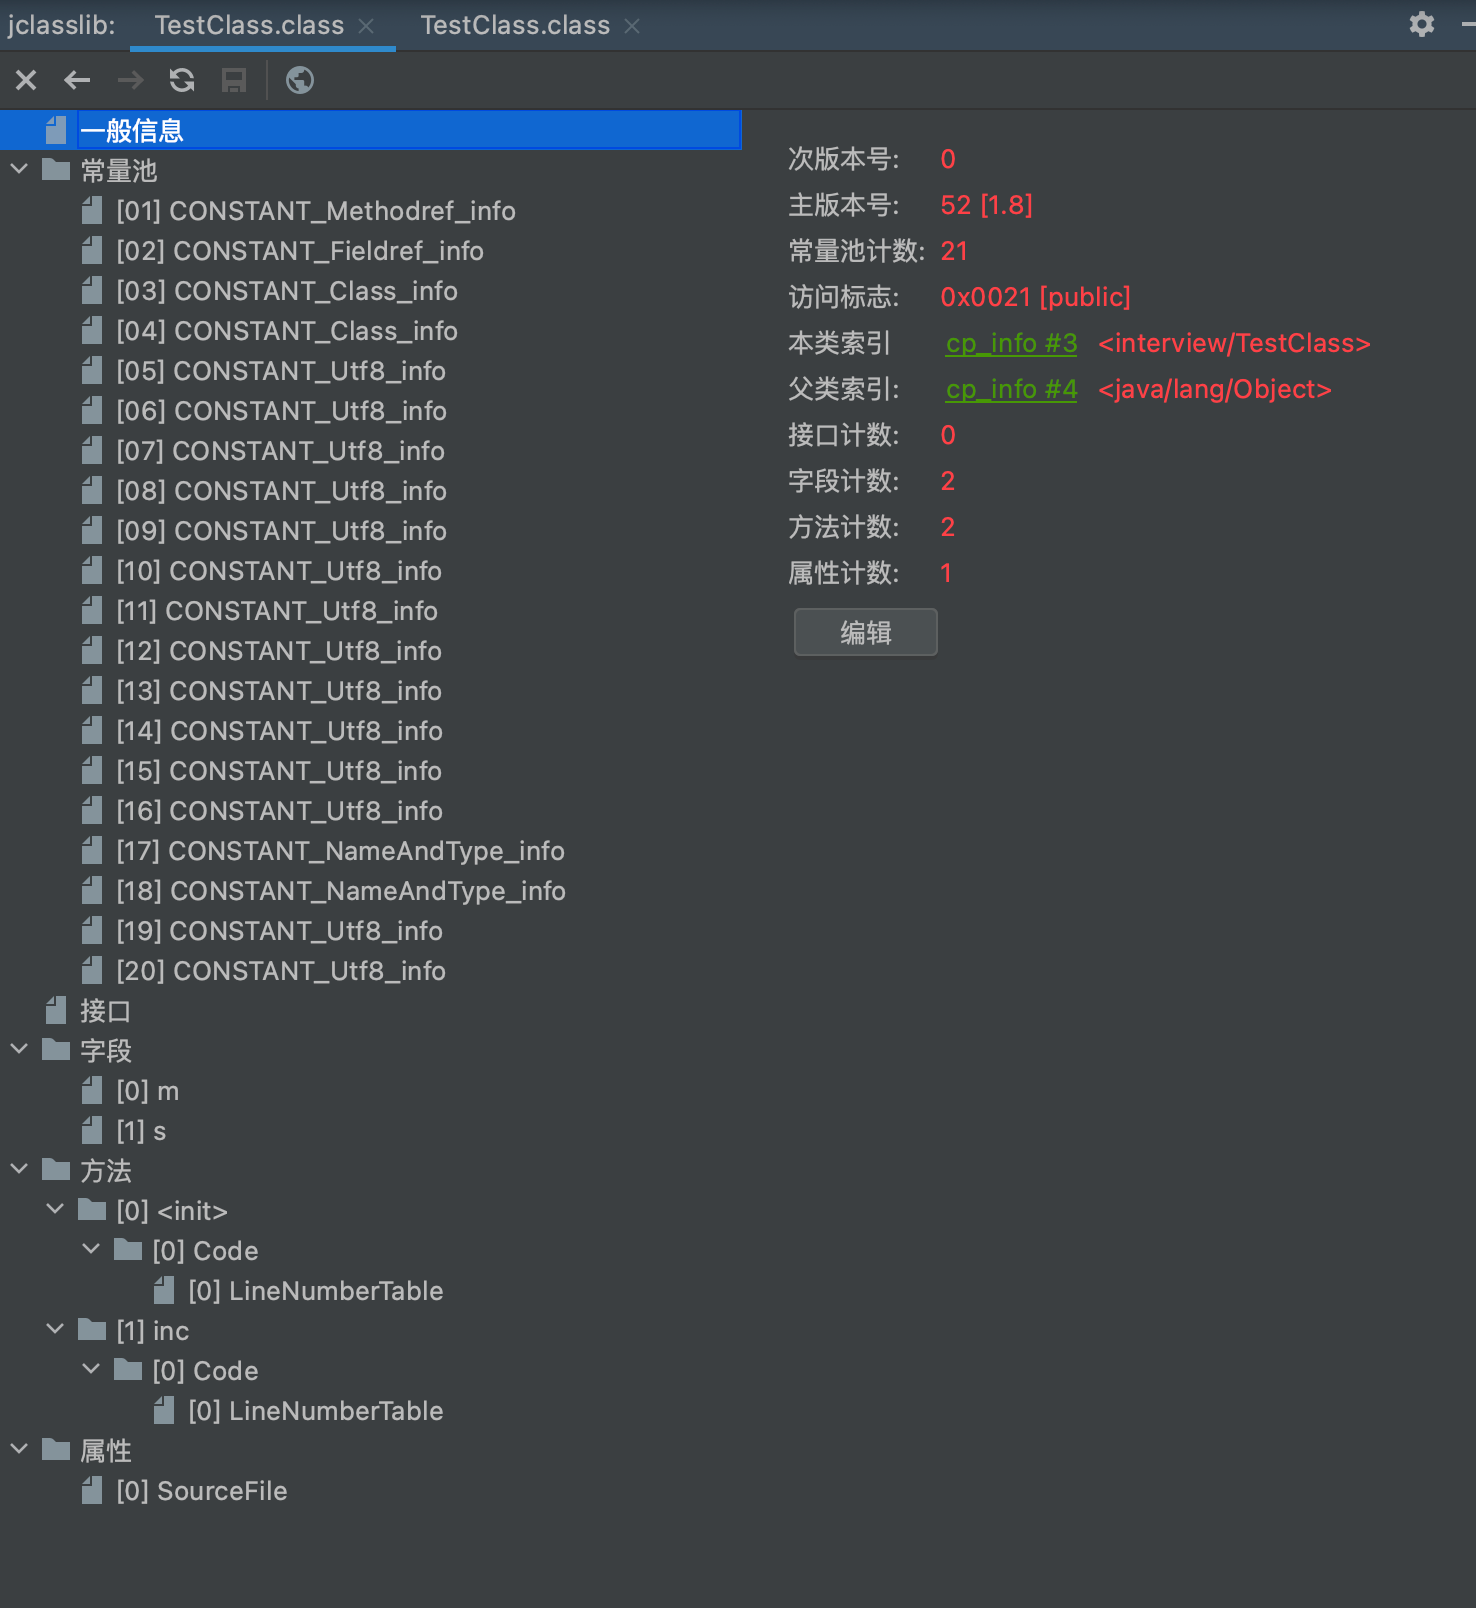 jclasslib: TestClass.class TestClass.class
一般信息
常量池
[01] CONSTANT_Methodref_info
[02] CONSTANT_Fieldref_info
[03] CONSTANT_Class_info
[04] CONSTANT_Class_info
[05] CONSTANT_Utf8_info
[06] CONSTANT_Utf8_info
[07] CONSTANT_Utf8_info
[08] CONSTANT_Utf8_info
[09] CONSTANT_Utf8_info
[10] CONSTANT_Utf8_info
[11] CONSTANT_Utf8_info
[12] CONSTANT_Utf8_info
[13] CONSTANT_Utf8_info
[14] CONSTANT_Utf8_info
[15] CONSTANT_Utf8_info
[16] CONSTANT_Utf8_info
[17] CONSTANT_NameAndType_info
[18] CONSTANT_NameAndType_info
[19] CONSTANT_Utf8_info
[20] CONSTANT_Utf8_info
接口
字段
[0] m
[1] s
方法
[0] <init>
[0] Code
[0] LineNumberTable
[1] inc
[0] Code
[0] LineNumberTable
属性
[0] SourceFile
次版本号: 0
主版本号: 52 [1.8]
常量池计数: 21
访问标志: 0x0021 [public]
本类索引 cp_info #3 <interview/TestClass>
父类索引: cp_info #4 <java/lang/Object>
接口计数: 0
字段计数: 2
方法计数: 2
属性计数: 1
编辑